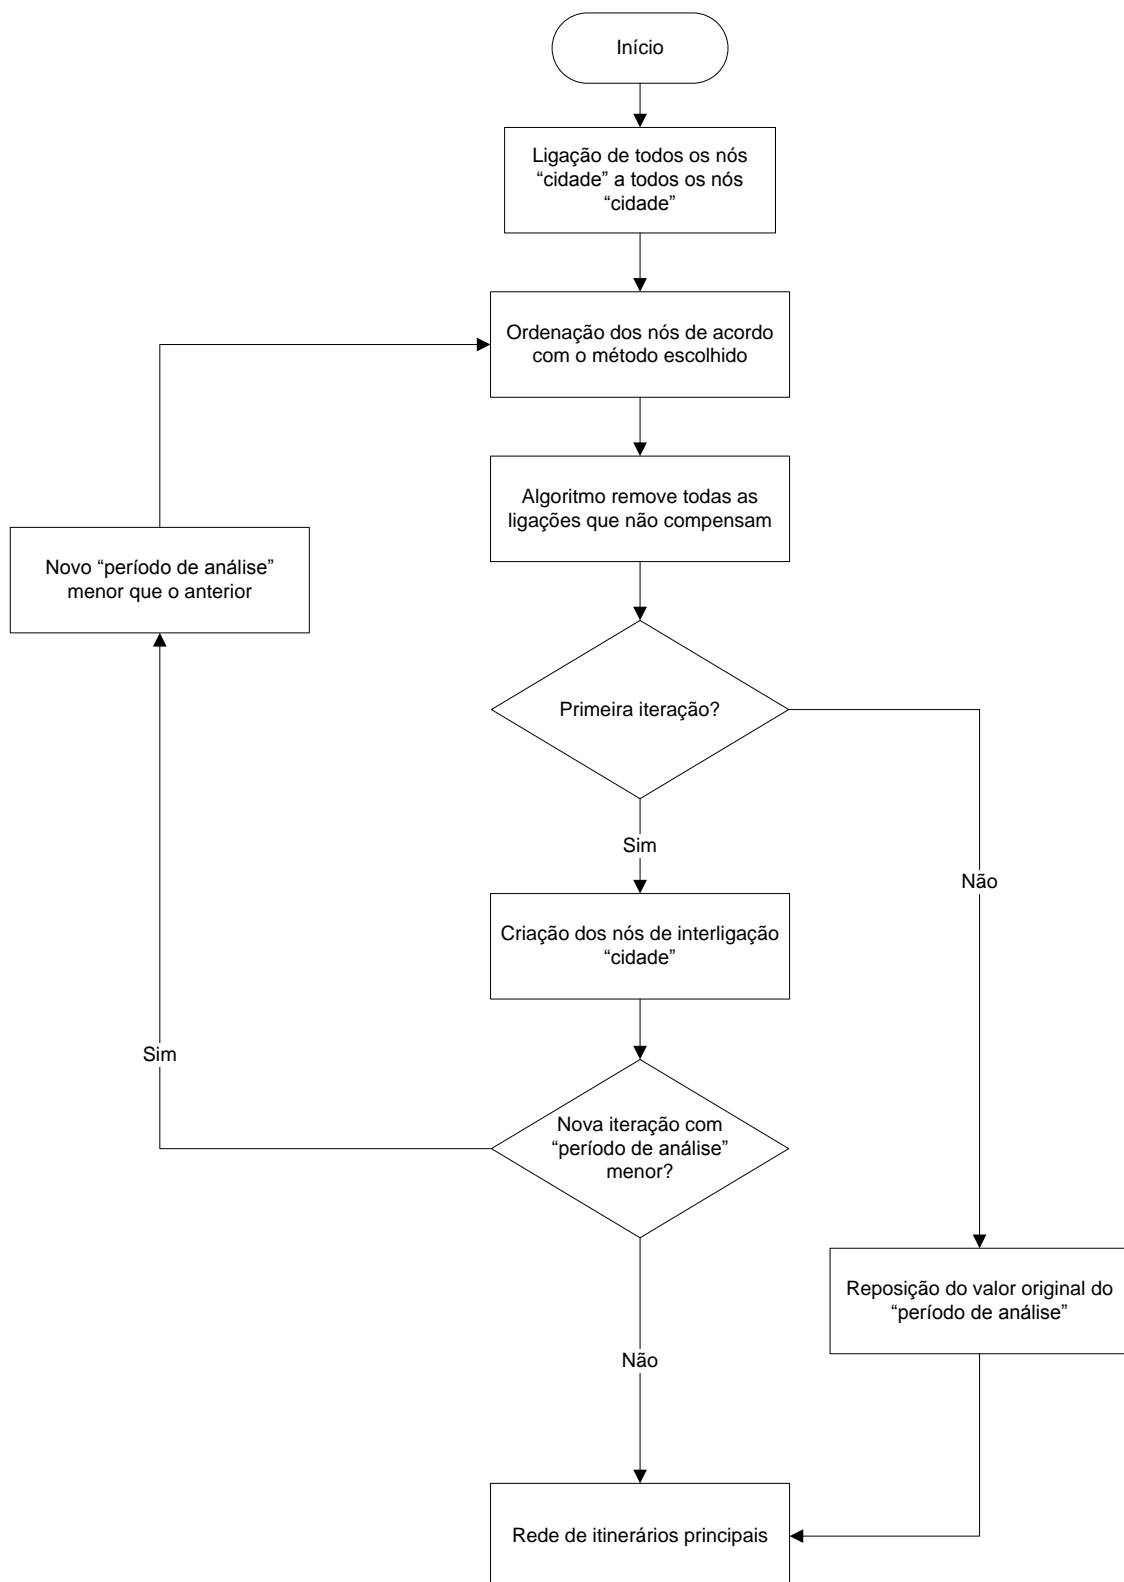 Início
Ligação de todos os nós
“cidade” a todos os nós
“cidade”
Ordenação dos nós de acordo
com o método escolhido
Algoritmo remove todas as
ligações que não compensam
Novo “período de análise”
menor que o anterior
Primeira iteração?
Sim
Não
Criação dos nós de interligação
“cidade”
Sim
Nova iteração com
“período de análise”
menor?
Reposição do valor original do
“período de análise”
Não
Rede de itinerários principais